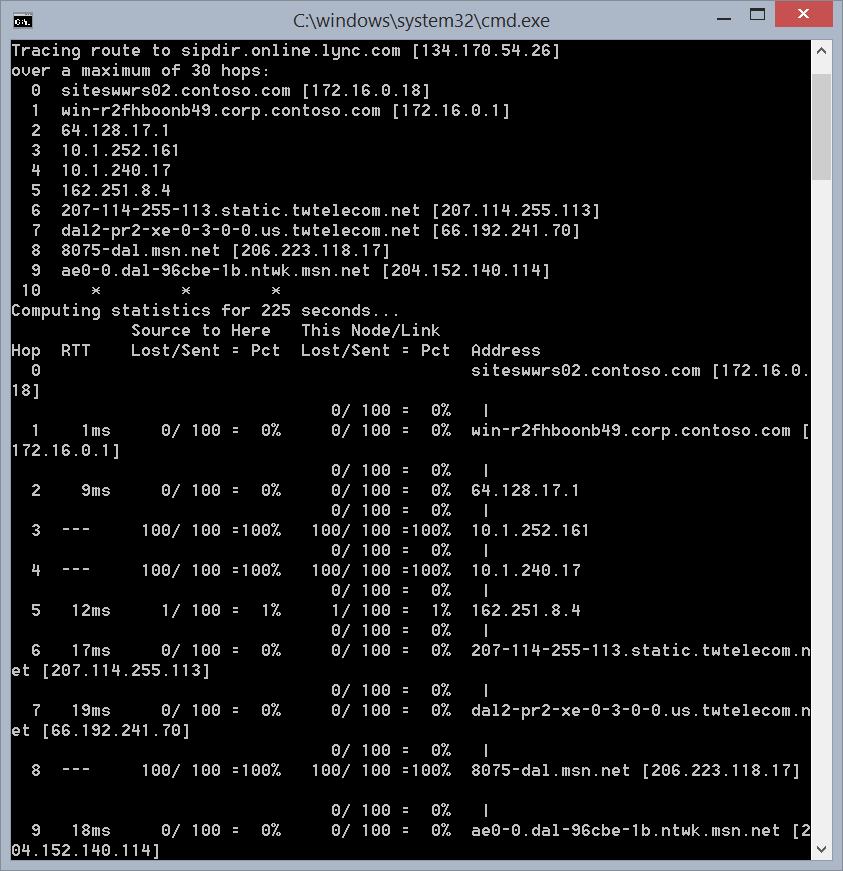 C:\windows\system32\cmd.exe
Tracing route to sipdir.online.lync.com [134.170.54.26]
over a maximum of 30 hops:
  0  siteswwrs02.contoso.com [172.16.0.18]
  1  win-r2fhboonb49.corp.contoso.com [172.16.0.1]
  2  64.128.17.1
  3  10.1.252.161
  4  10.1.240.17
  5  162.251.8.4
  6  207-114-255-113.static.twtelecom.net [207.114.255.113]
  7  dal2-pr2-xe-0-3-0-0.us.twtelecom.net [66.192.241.70]
  8  8075-dal.msn.net [206.223.118.17]
  9  ae0-0.dal-96cbe-1b.ntwk.msn.net [204.152.140.114]
 10     *        *        *
Computing statistics for 225 seconds...
            Source to Here   This Node/Link
Hop  RTT    Lost/Sent = Pct  Lost/Sent = Pct  Address
  0                                           siteswwrs02.contoso.com [172.16.0.
18]
                                0/ 100 =  0%   |
  1    1ms     0/ 100 =  0%     0/ 100 =  0%  win-r2fhboonb49.corp.contoso.com [
172.16.0.1]
                                0/ 100 =  0%   |
  2    9ms     0/ 100 =  0%     0/ 100 =  0%  64.128.17.1
                                0/ 100 =  0%   |
  3  ---     100/ 100 =100%   100/ 100 =100%  10.1.252.161
                                0/ 100 =  0%   |
  4  ---     100/ 100 =100%   100/ 100 =100%  10.1.240.17
                                0/ 100 =  0%   |
  5   12ms     1/ 100 =  1%     1/ 100 =  1%  162.251.8.4
                                0/ 100 =  0%   |
  6   17ms     0/ 100 =  0%     0/ 100 =  0%  207-114-255-113.static.twtelecom.n
et [207.114.255.113]
                                0/ 100 =  0%   |
  7   19ms     0/ 100 =  0%     0/ 100 =  0%  dal2-pr2-xe-0-3-0-0.us.twtelecom.n
et [66.192.241.70]
                                0/ 100 =  0%   |
  8  ---     100/ 100 =100%   100/ 100 =100%  8075-dal.msn.net [206.223.118.17]
                                0/ 100 =  0%   |
  9   18ms     0/ 100 =  0%     0/ 100 =  0%  ae0-0.dal-96cbe-1b.ntwk.msn.net [2
04.152.140.114]